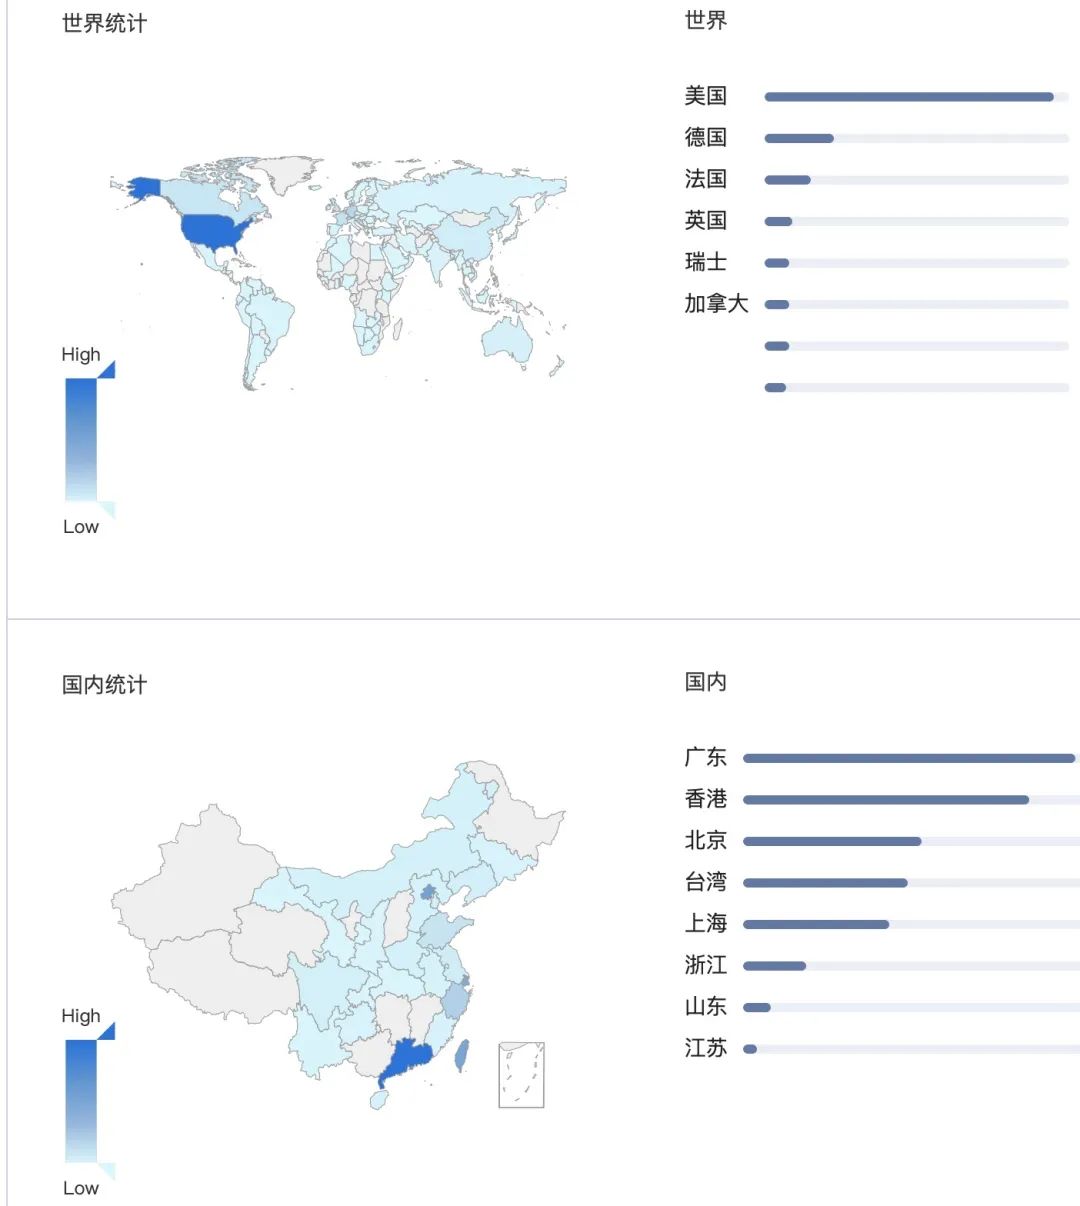 世界统计
世界
美国
德国
法国
英国
瑞士
加拿大
High
Low
国内统计
国内
广东
香港
北京
台湾
上海
浙江
山东
江苏
High
Low